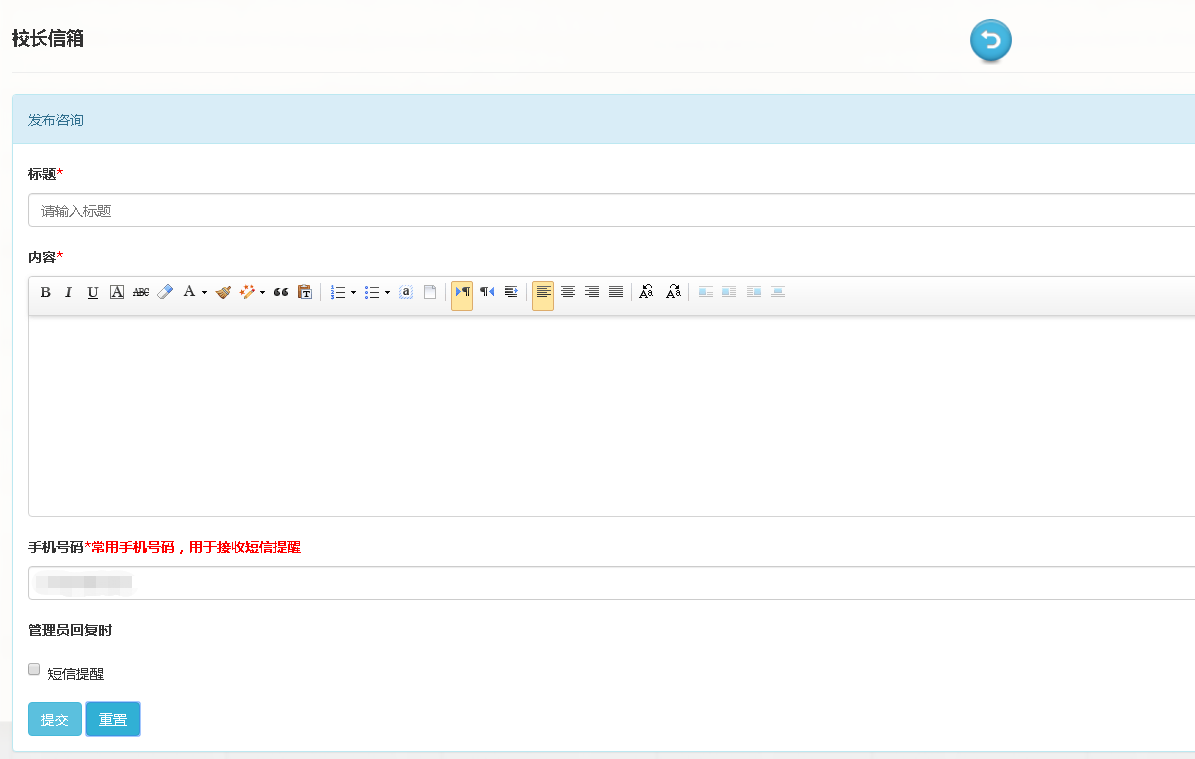 校长信箱
发布咨询
标题*
请输入标题
内容*
B I U A ABC A T a A a A a
手机号码*常用手机号码，用于接收短信提醒
管理员回复时
短信提醒
提交 重置